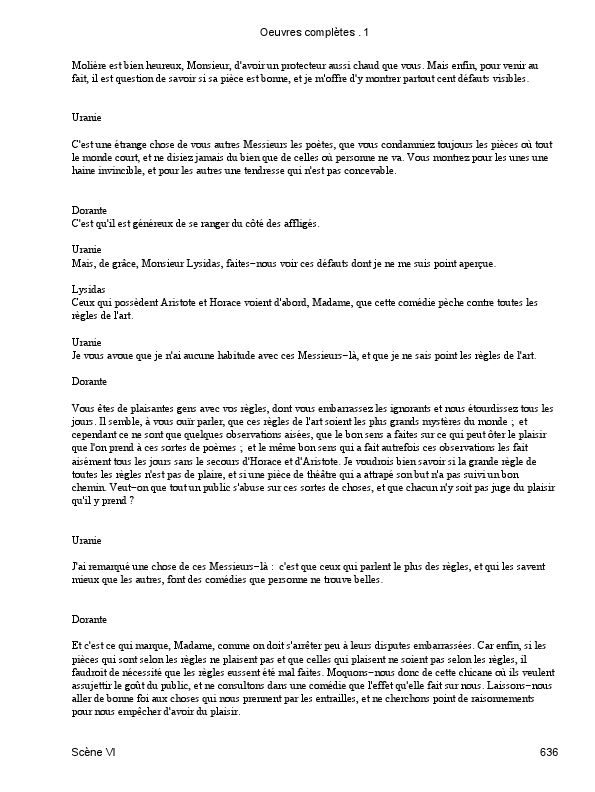 Oeuvres complètes . 1
Molière est bien heureux, Monsieur, d'avoir un protecteur aussi chaud que vous. Mais enfin, pour venir au
fait, il est question de savoir si sa pièce est bonne, et je m'offre d'y montrer partout cent défauts visibles.
Uranie
C'est une étrange chose de vous autres Messieurs les poètes, que vous condamniez toujours les pièces où tout
le monde court, et ne disiez jamais du bien que de celles où personne ne va. Vous montrez pour les unes une
haine invincible, et pour les autres une tendresse qui n'est pas concevable.
Dorante
C'est qu'il est généreux de se ranger du côté des affligés.
Uranie
Mais, de grâce, Monsieur Lysidas, faites−nous voir ces défauts dont je ne me suis point aperçue.
Lysidas
Ceux qui possèdent Aristote et Horace voient d'abord, Madame, que cette comédie pèche contre toutes les
règles de l'art.
Uranie
Je vous avoue que je n'ai aucune habitude avec ces Messieurs−là, et que je ne sais point les règles de l'art.
Dorante
Vous êtes de plaisantes gens avec vos règles, dont vous embarrassez les ignorants et nous étourdissez tous les
jours. Il semble, à vous ouïr parler, que ces règles de l'art soient les plus grands mystères du monde ; et
cependant ce ne sont que quelques observations aisées, que le bon sens a faites sur ce qui peut ôter le plaisir
que l'on prend à ces sortes de poèmes ; et le même bon sens qui a fait autrefois ces observations les fait
aisément tous les jours sans le secours d'Horace et d'Aristote. Je voudrois bien savoir si la grande règle de
toutes les règles n'est pas de plaire, et si une pièce de théâtre qui a attrapé son but n'a pas suivi un bon
chemin. Veut−on que tout un public s'abuse sur ces sortes de choses, et que chacun n'y soit pas juge du plaisir
qu'il y prend ?
Uranie
J'ai remarqué une chose de ces Messieurs−là : c'est que ceux qui parlent le plus des règles, et qui les savent
mieux que les autres, font des comédies que personne ne trouve belles.
Dorante
Et c'est ce qui marque, Madame, comme on doit s'arrêter peu à leurs disputes embarrassées. Car enfin, si les
pièces qui sont selon les règles ne plaisent pas et que celles qui plaisent ne soient pas selon les règles, il
faudroit de nécessité que les règles eussent été mal faites. Moquons−nous donc de cette chicane où ils veulent
assujettir le goût du public, et ne consultons dans une comédie que l'effet qu'elle fait sur nous. Laissons−nous
aller de bonne foi aux choses qui nous prennent par les entrailles, et ne cherchons point de raisonnements
pour nous empêcher d'avoir du plaisir.
Scène VI 636